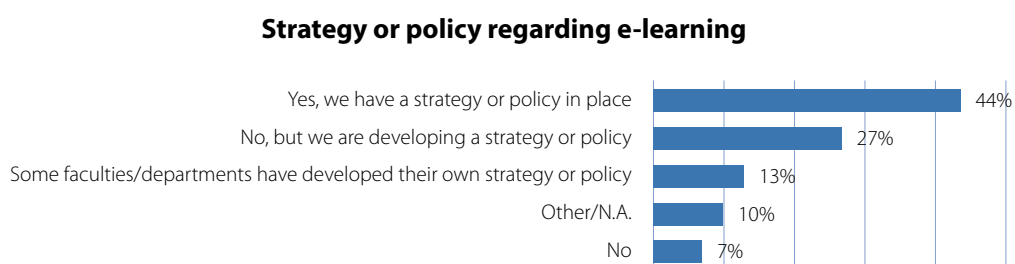 Strategy or policy regarding e-learning
Yes, we have a strategy or policy in place 44%
No, but we are developing a strategy or policy 27%
Some faculties/departments have developed their own strategy or policy 13%
Other/N.A. 10%
No 7%